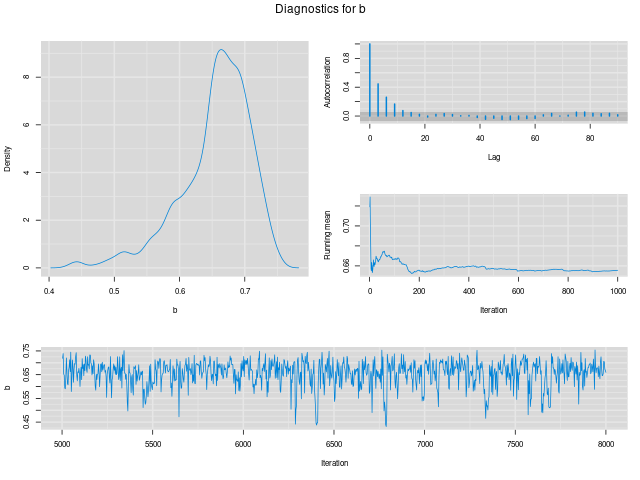 Diagnostics for b
Density
8
6
4
2
0
0.4 0.5 0.6 0.7
b
Autocorrelation
0.8
0.4
0.0
0 20 40 60 80
Lag
Running mean
0.70
0.66
0 200 400 600 800 1000
Iteration
b
0.75
0.65
0.55
0.45
5000 5500 6000 6500 7000 7500 8000
Iteration